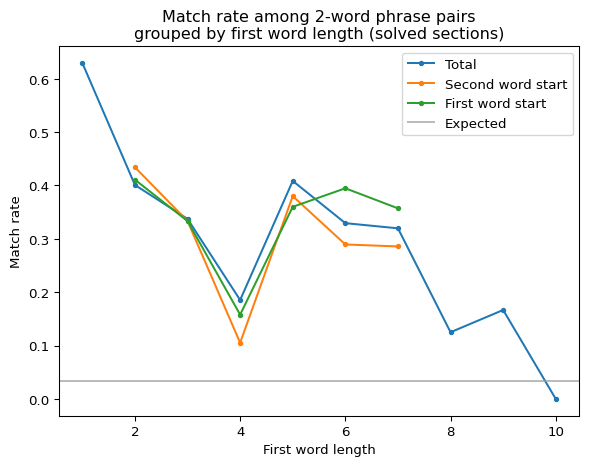 Match rate among 2-word phrase pairs
grouped by first word length (solved sections)
Total
Second word start
First word start
Expected
Match rate
0.6
0.5
0.4
0.3
0.2
0.1
0.0
2 4 6 8 10
First word length